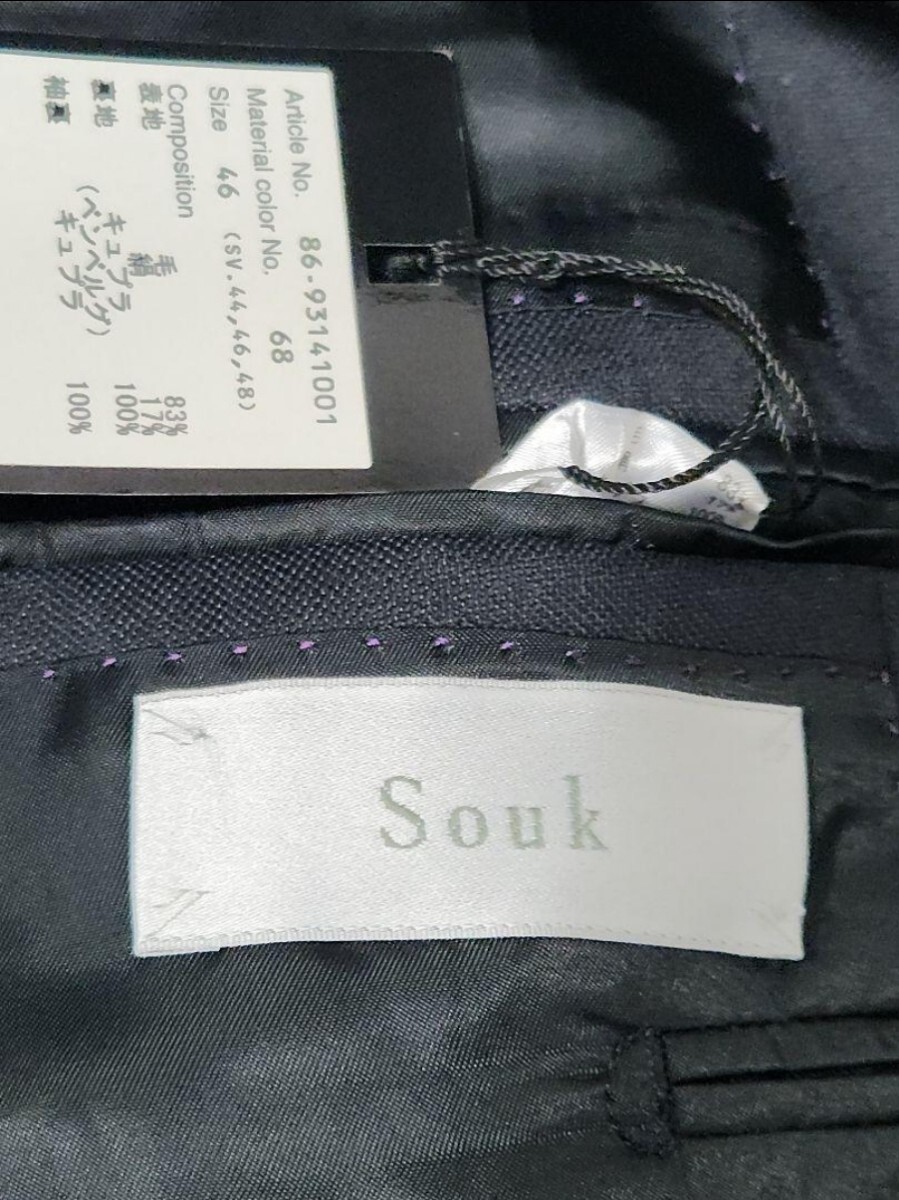 Article No. 86-93141001
Material color No. 68
Size 46 (SV.44,46,48)
Composition
表地 毛 83%
絹 17%
裏地 キュプラ 100%
(ベンベルグ)
袖裏 キュプラ 100%
Souk